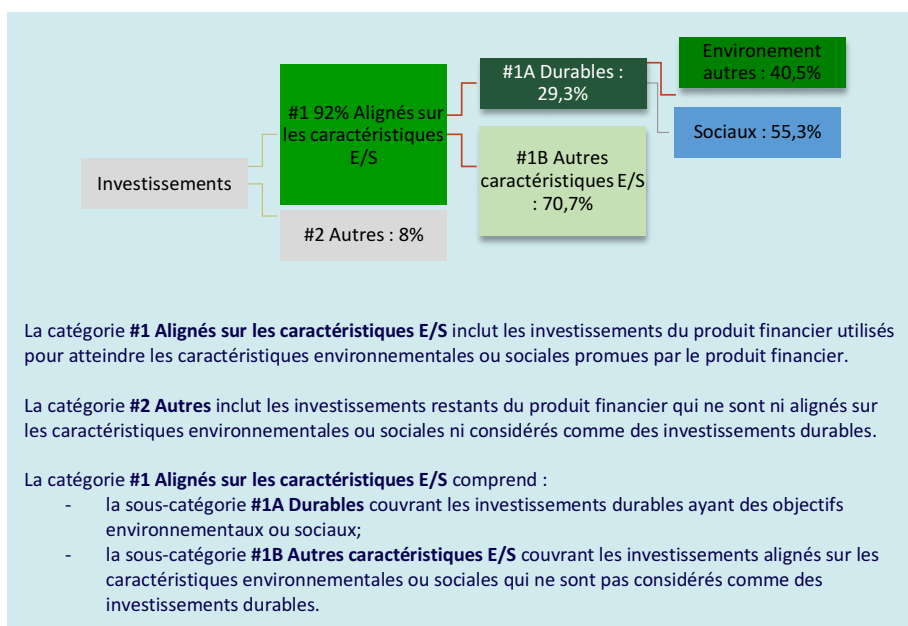 Investissements
#1 92% Alignés sur
les caractéristiques
E/S
#2 Autres : 8%
#1A Durables :
29,3%
#1B Autres
caractéristiques E/S
: 70,7%
Environement
autres : 40,5%
Sociaux : 55,3%
La catégorie #1 Alignés sur les caractéristiques E/S inclut les investissements du produit financier utilisés
pour atteindre les caractéristiques environnementales ou sociales promues par le produit financier.
La catégorie #2 Autres inclut les investissements restants du produit financier qui ne sont ni alignés sur
les caractéristiques environnementales ou sociales ni considérés comme des investissements durables.
La catégorie #1 Alignés sur les caractéristiques E/S comprend :
- la sous-catégorie #1A Durables couvrant les investissements durables ayant des objectifs
environnementaux ou sociaux;
- la sous-catégorie #1B Autres caractéristiques E/S couvrant les investissements alignés sur les
caractéristiques environnementales ou sociales qui ne sont pas considérés comme des
investissements durables.